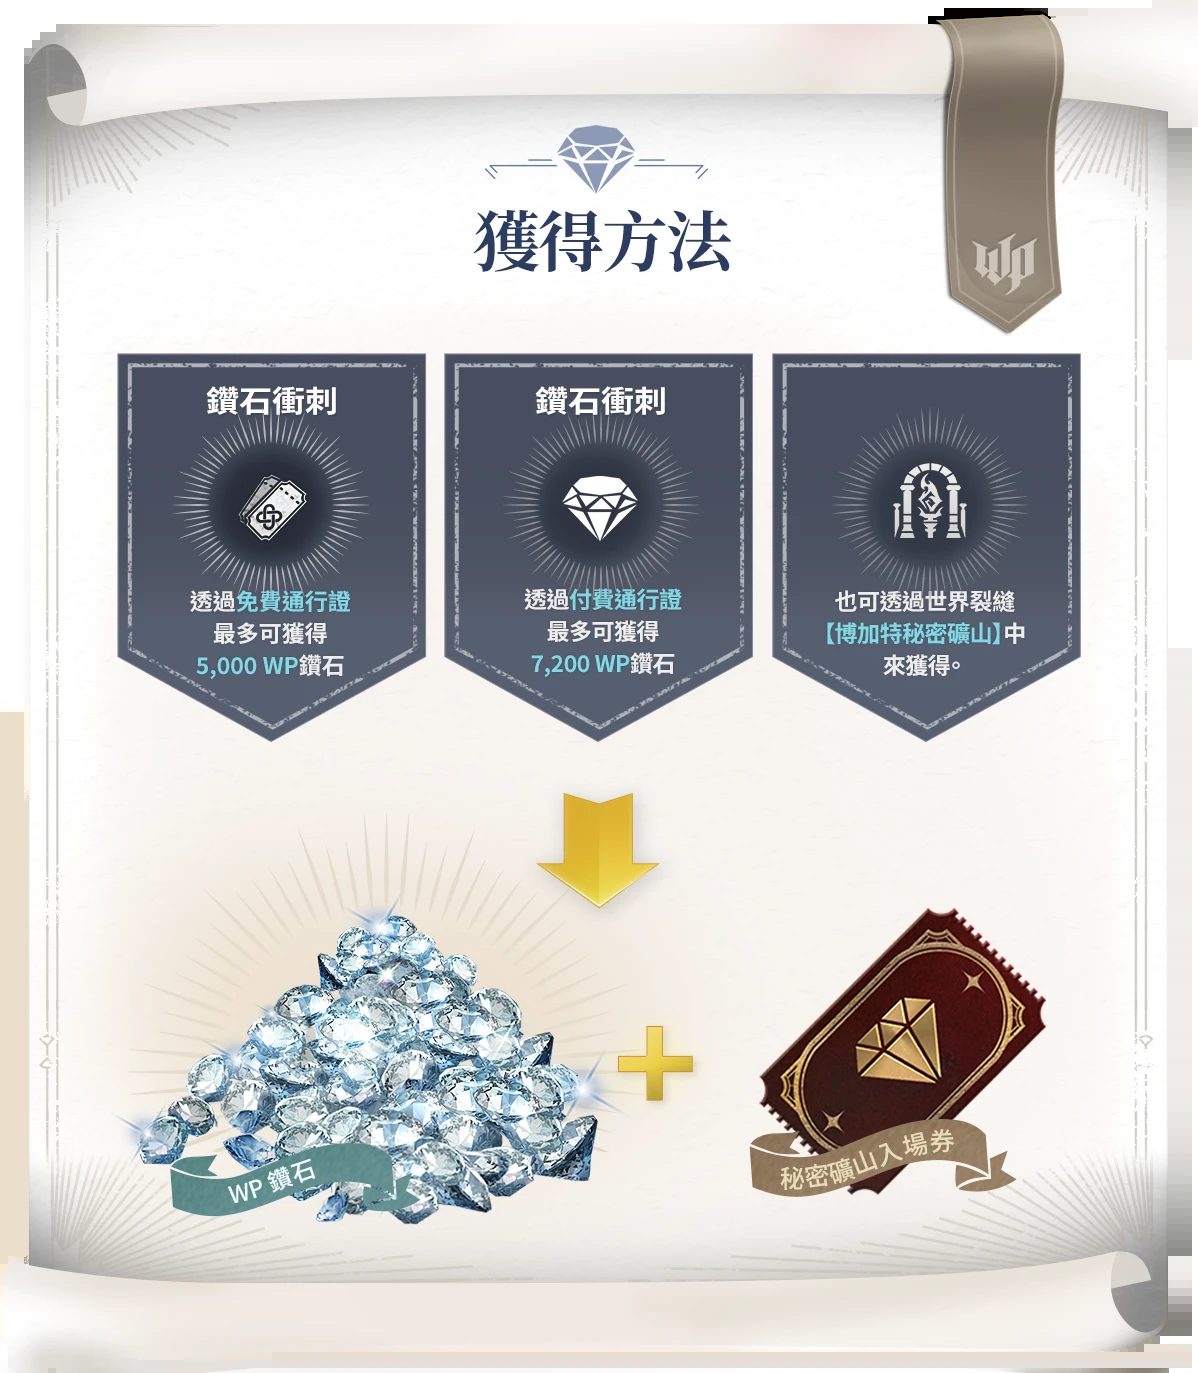 wp
獲得方法
鑽石衝刺
透過免費通行證
最多可獲得
5,000 WP鑽石
鑽石衝刺
透過付費通行證
最多可獲得
7,200 WP鑽石
也可透過世界裂縫
【博加特秘密礦山】中
來獲得。
WP 鑽石
秘密礦山入場券